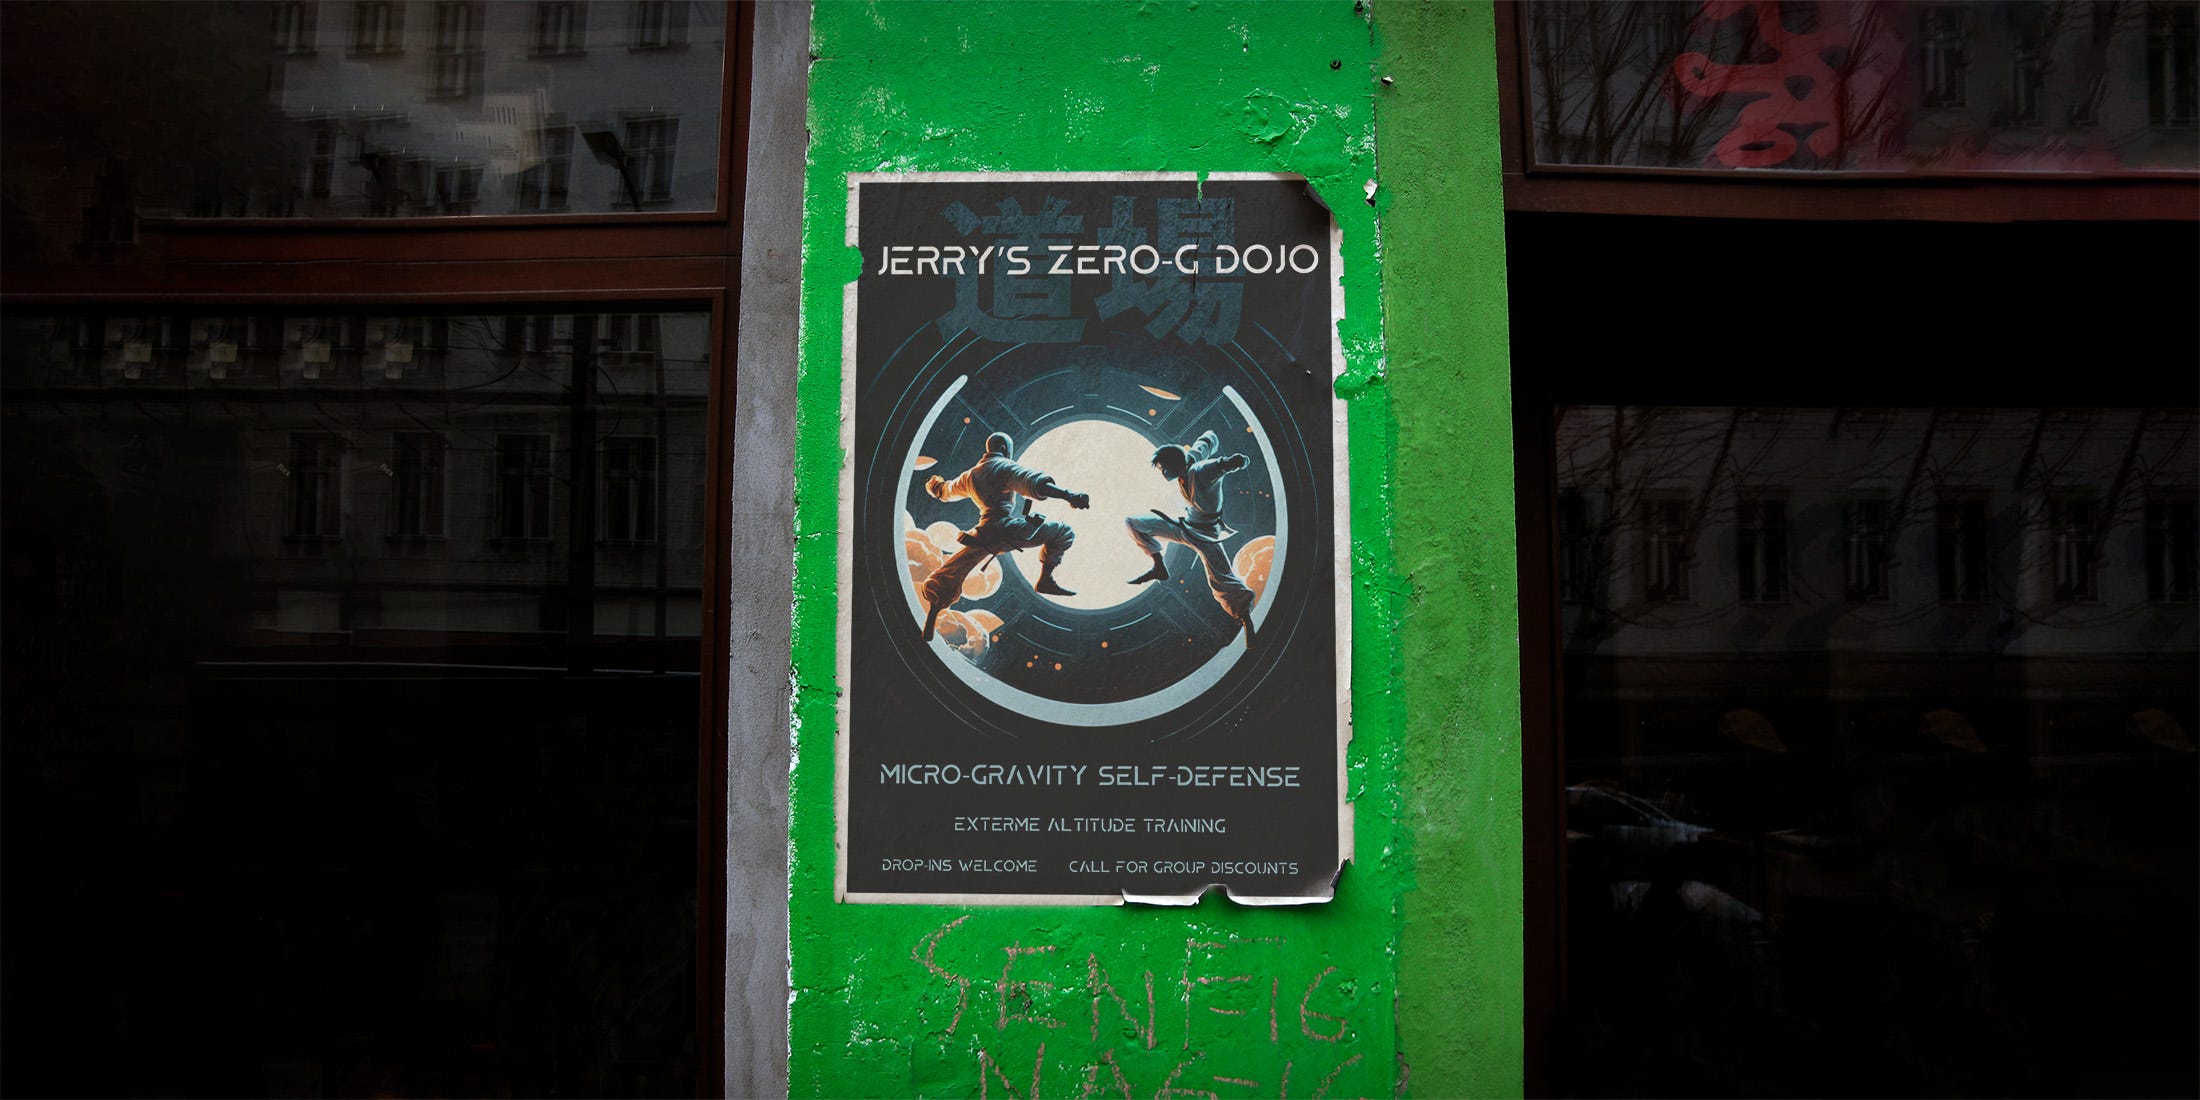 道場
JERRY'S ZERO-G DOJO
MICRO-GRAVITY SELF-DEFENSE
EXTERME ALTITUDE TRAINING
DROP-INS WELCOME CALL FOR GROUP DISCOUNTS
SENFIG